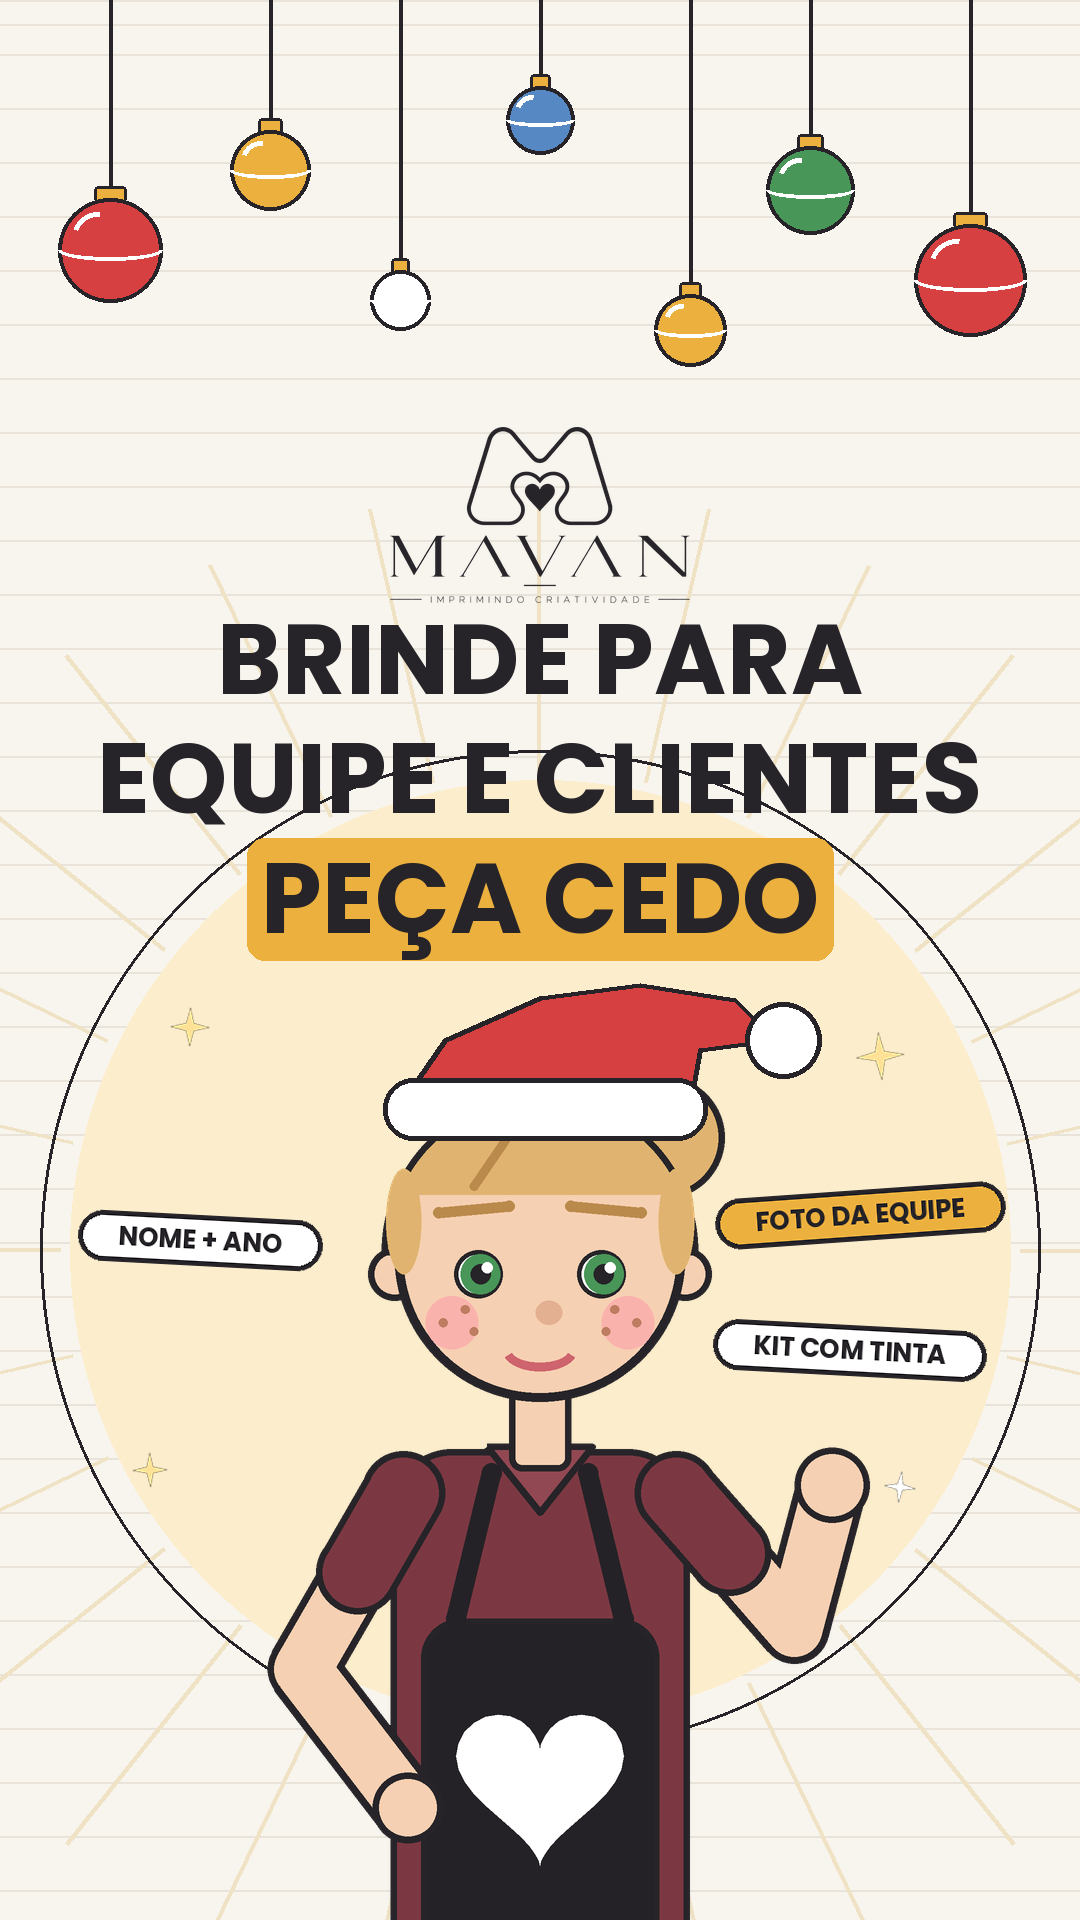 MAVAN
IMPRIMINDO CRIATIVIDADE
BRINDE PARA
EQUIPE E CLIENTES
PEÇA CEDO
NOME + ANO
FOTO DA EQUIPE
KIT COM TINTA